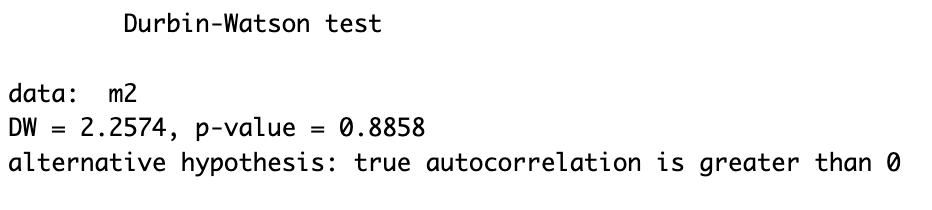 Durbin-Watson test
data:  m2
DW = 2.2574, p-value = 0.8858
alternative hypothesis: true autocorrelation is greater than 0